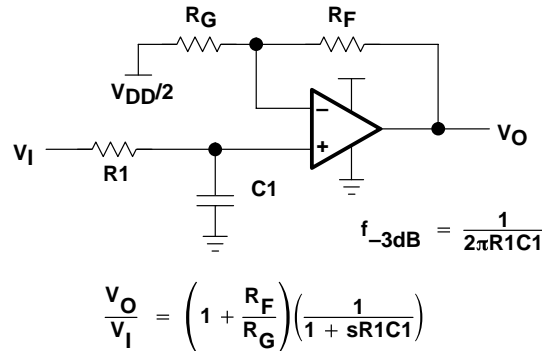 RG RF
VDD/2
VI
R1
C1
−
+
VO
f–3dB = 1/(2πR1C1)
VO/VI = (1 + RF/RG)(1/(1 + sR1C1))